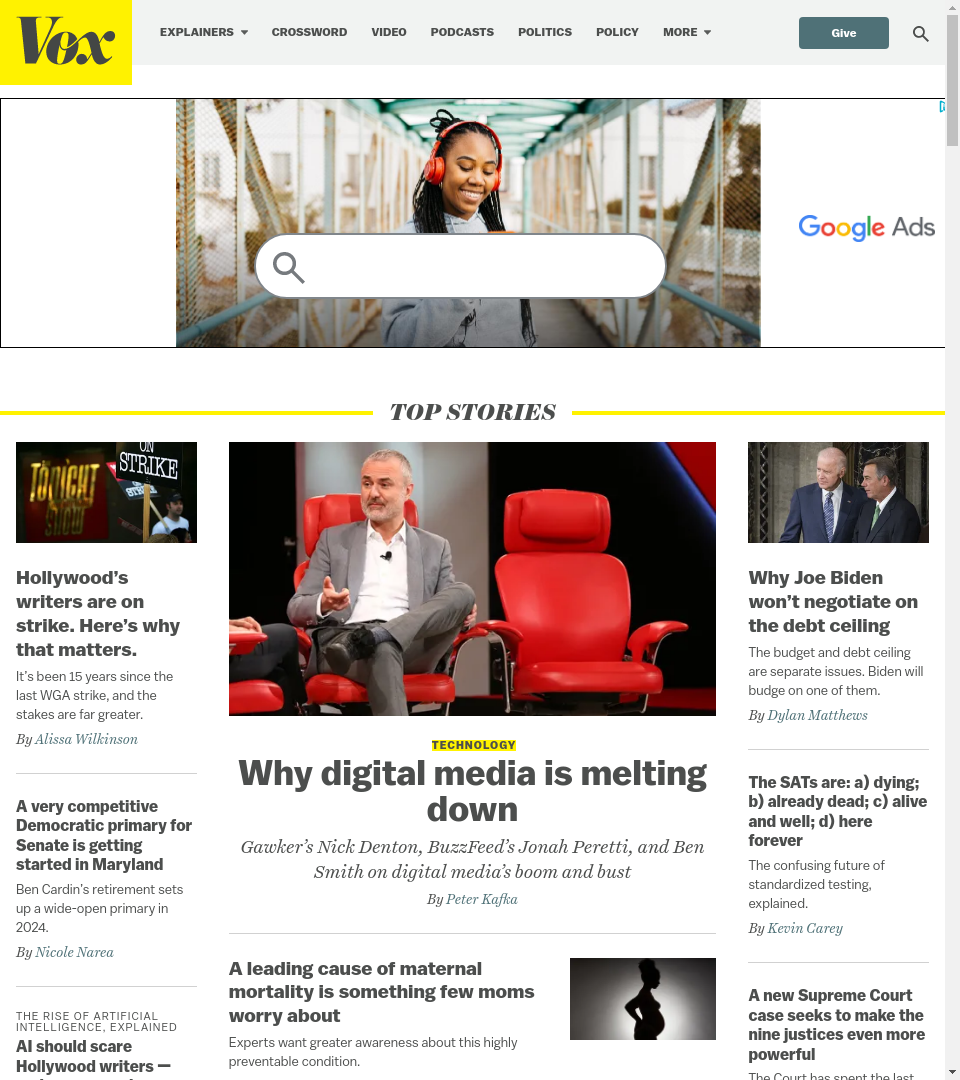 Vox
EXPLAINERS
CROSSWORD
VIDEO
PODCASTS
POLITICS
POLICY
MORE
Give
Google Ads
TOP STORIES
TONIGHT
SHOW
ON
STRIKE
Hollywood’s
writers are on
strike. Here’s why
that matters.
It’s been 15 years since the
last WGA strike, and the
stakes are far greater.
By Alissa Wilkinson
A very competitive
Democratic primary for
Senate is getting
started in Maryland
Ben Cardin’s retirement sets
up a wide-open primary in
2024.
By Nicole Narea
THE RISE OF ARTIFICIAL
INTELLIGENCE, EXPLAINED
AI should scare
Hollywood writers —
TECHNOLOGY
Why digital media is melting
down
Gawker’s Nick Denton, BuzzFeed’s Jonah Peretti, and Ben
Smith on digital media’s boom and bust
By Peter Kafka
A leading cause of maternal
mortality is something few moms
worry about
Experts want greater awareness about this highly
preventable condition.
Why Joe Biden
won’t negotiate on
the debt ceiling
The budget and debt ceiling
are separate issues. Biden will
budge on one of them.
By Dylan Matthews
The SATs are: a) dying;
b) already dead; c) alive
and well; d) here
forever
The confusing future of
standardized testing,
explained.
By Kevin Carey
A new Supreme Court
case seeks to make the
nine justices even more
powerful
The Court has spent the last